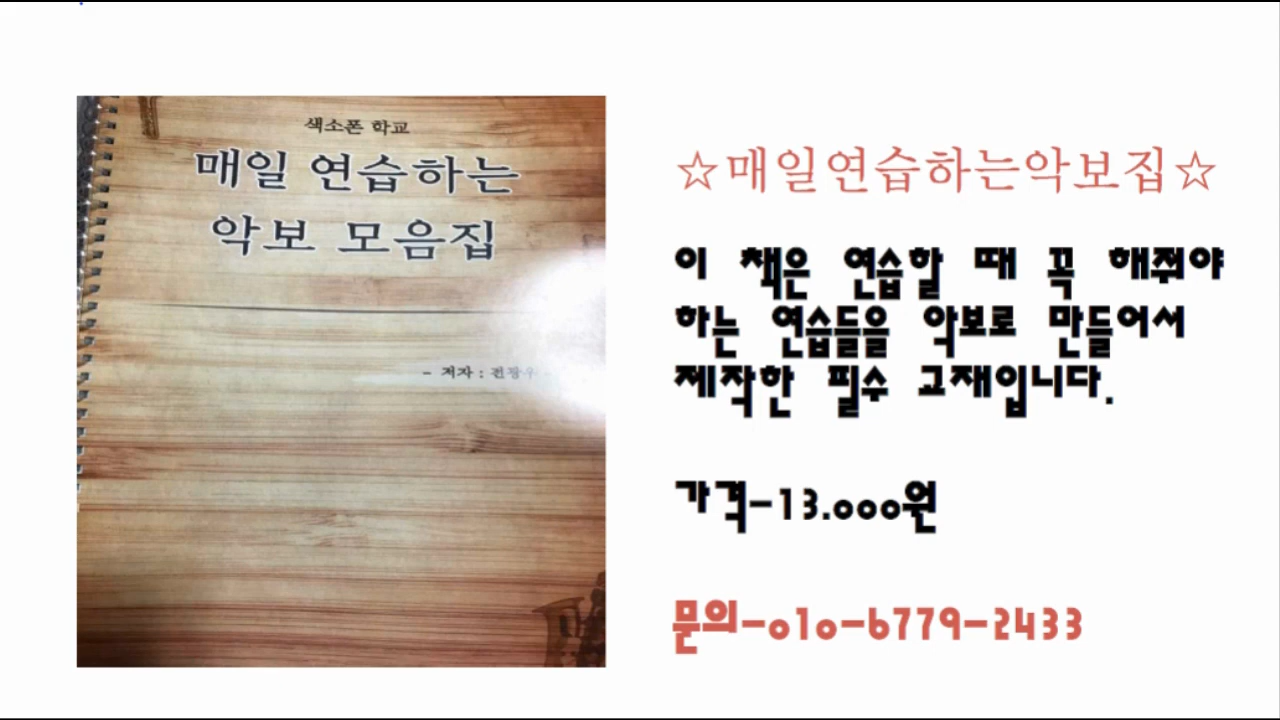 색소폰 학교
매일 연습하는
악보 모음집
- 저자 : 전광우 -
☆매일연습하는악보집☆
이 책은 연습할 때 꼭 해줘야
하는 연습들을 악보로 만들어서
제작한 필수 교재입니다.
가격-13.000원
문의-010-6779-2433